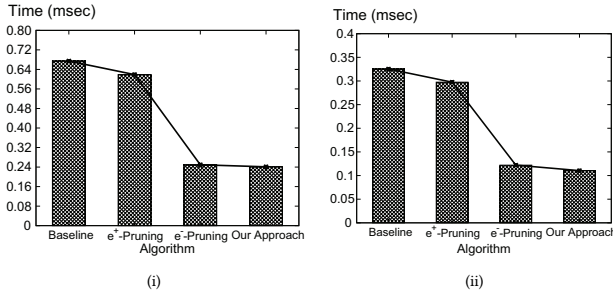 Time (msec)
0.80
0.72
0.64
0.56
0.48
0.40
0.32
0.24
0.16
0.08
0
Baseline e+-Pruning e--Pruning Our Approach
Algorithm
(i)
Time (msec)
0.4
0.35
0.3
0.25
0.2
0.15
0.1
0.05
0
Baseline e+-Pruning e--Pruning Our Approach
Algorithm
(ii)